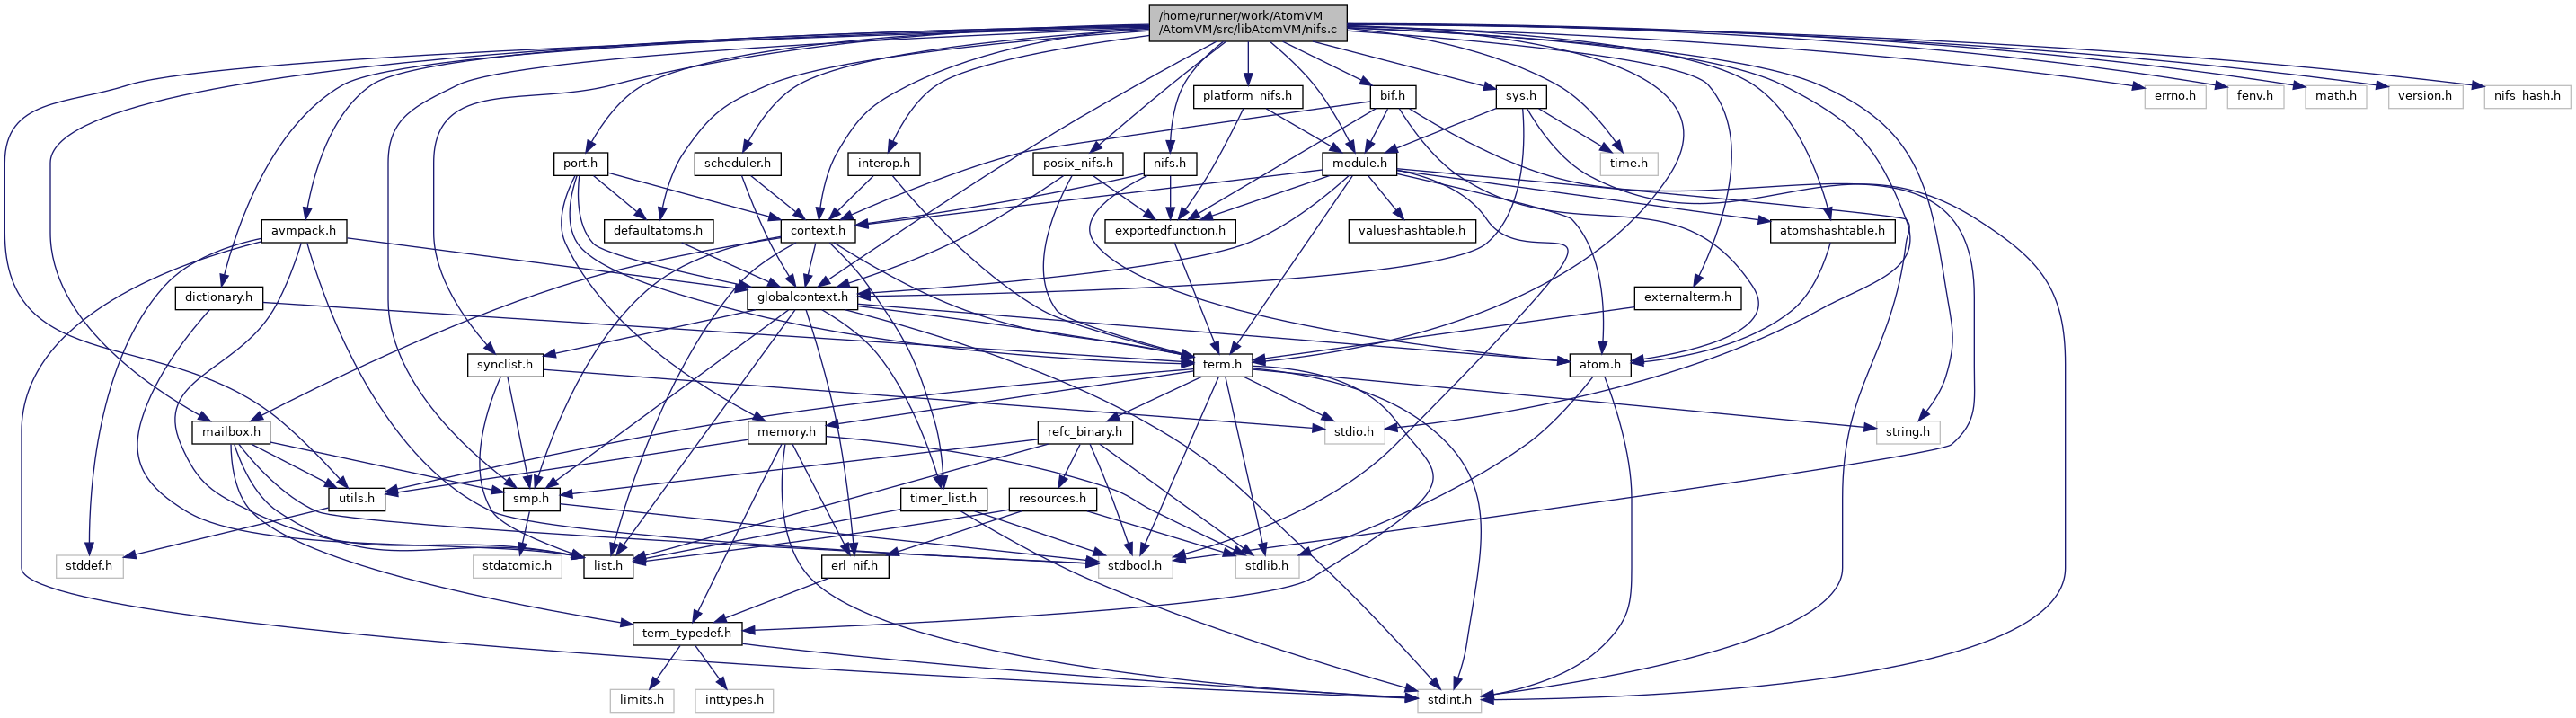 /home/runner/work/AtomVM
/AtomVM/src/libAtomVM/nifs.c
platform_nifs.h
bif.h
sys.h
errno.h
fenv.h
math.h
version.h
nifs_hash.h
port.h
scheduler.h
interop.h
posix_nifs.h
nifs.h
module.h
time.h
avmpack.h
defaultatoms.h
context.h
exportedfunction.h
valueshashtable.h
atomshashtable.h
dictionary.h
globalcontext.h
externalterm.h
synclist.h
term.h
atom.h
mailbox.h
memory.h
refc_binary.h
stdio.h
string.h
utils.h
smp.h
timer_list.h
resources.h
stddef.h
stdatomic.h
list.h
erl_nif.h
stdbool.h
stdlib.h
term_typedef.h
limits.h
inttypes.h
stdint.h